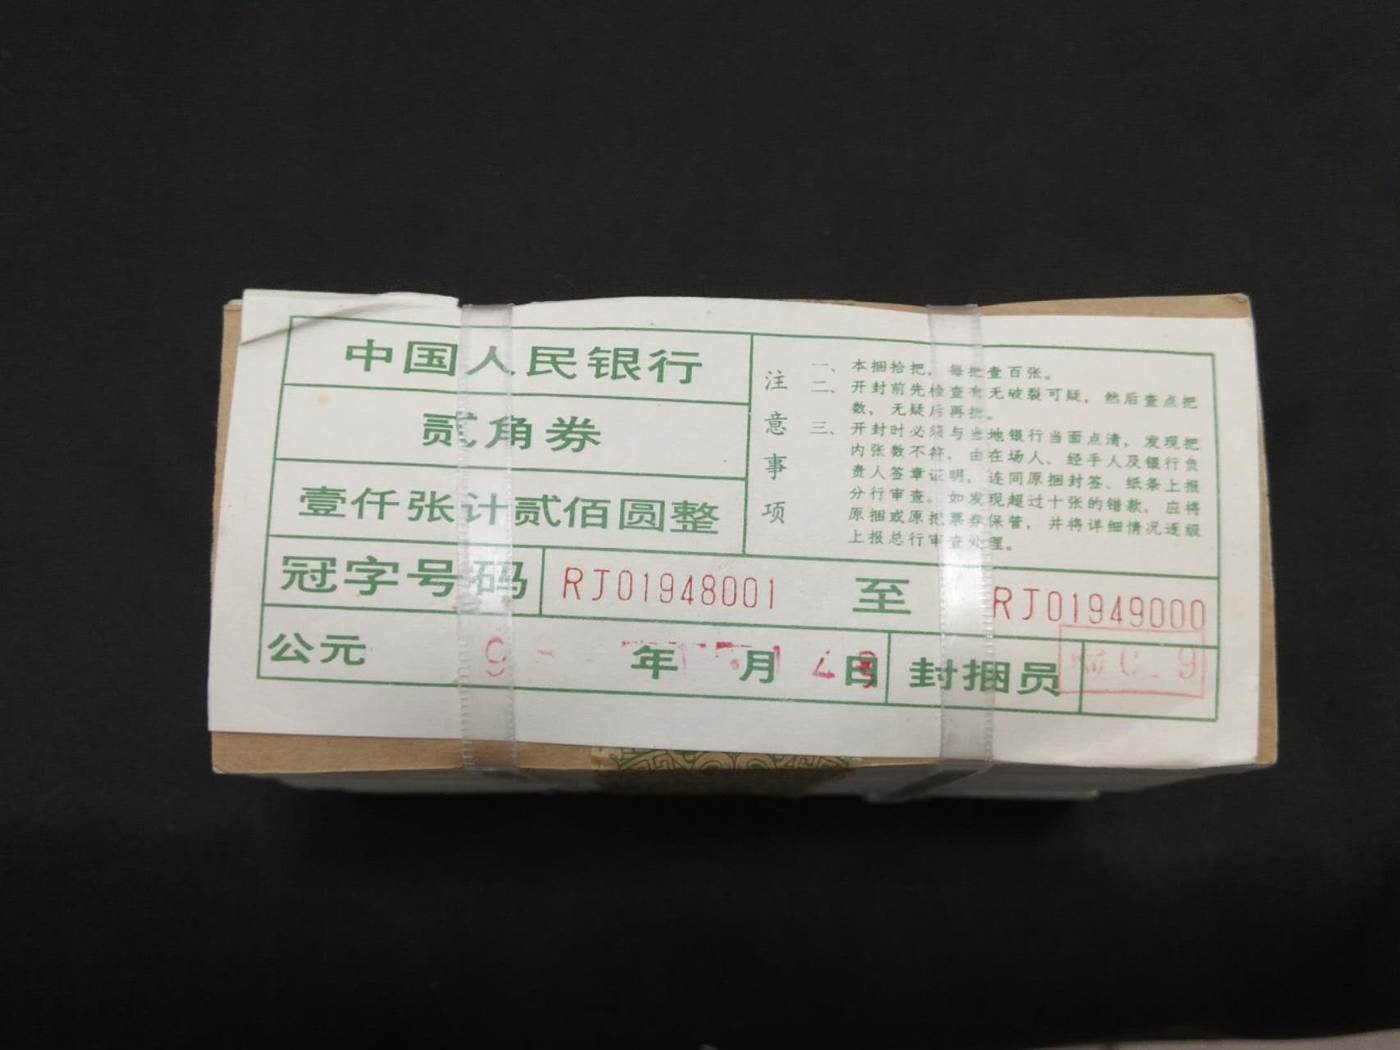 中国人民银行
贰角券
壹仟张计贰佰圆整
注意事项
一、本捆拾把，每把壹百张。
二、开封前先检查有无破裂可疑，然后查点把
数，无疑后再拆。
三、开封时必须与当地银行当面点清，发现把
内张数不符，由在场人、经手人及银行负
责人签章证明，连同原捆封签、纸条上报
分行审查。如发现超过十张的错款，应将
原捆或原把票券保管，并将详细情况逐级
上报总行审查处理。
冠字号码 RJ01948001 至 RJ01949000
公元 年 月 日 封捆员